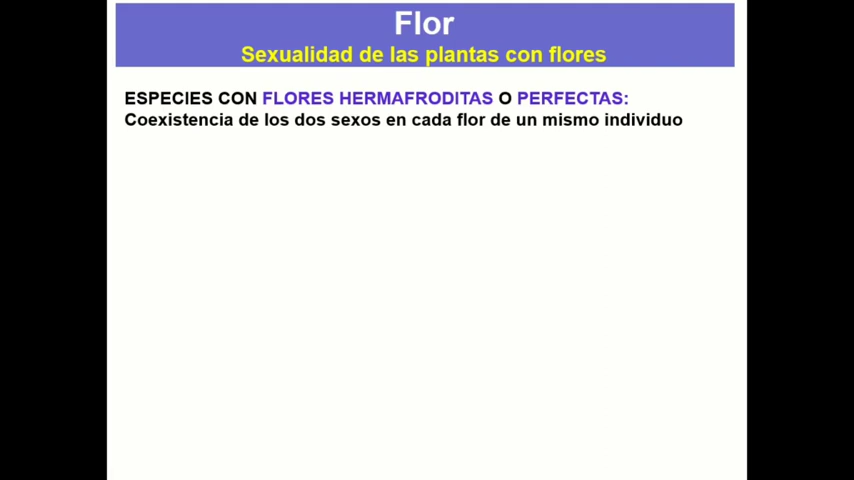 Flor
Sexualidad de las plantas con flores
ESPECIES CON FLORES HERMAFRODITAS O PERFECTAS:
Coexistencia de los dos sexos en cada flor de un mismo individuo